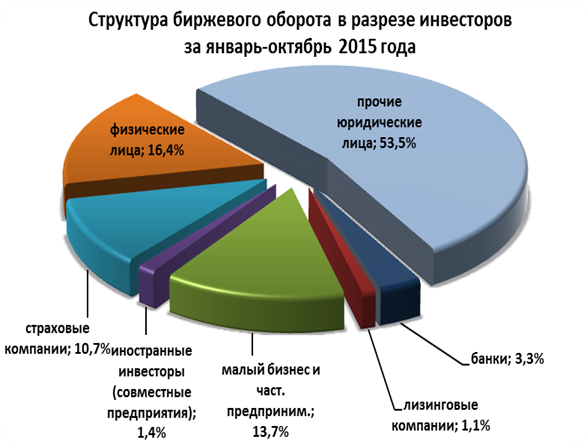 Структура биржевого оборота в разрезе инвесторов
за январь-октябрь 2015 года
прочие
юридические
лица; 53,5%
физические
лица; 16,4%
страховые
компании; 10,7%
иностранные
инвесторы
(совместные
предприятия);
1,4%
малый бизнес и
част.
предприним.;
13,7%
лизинговые
компании; 1,1%
банки; 3,3%